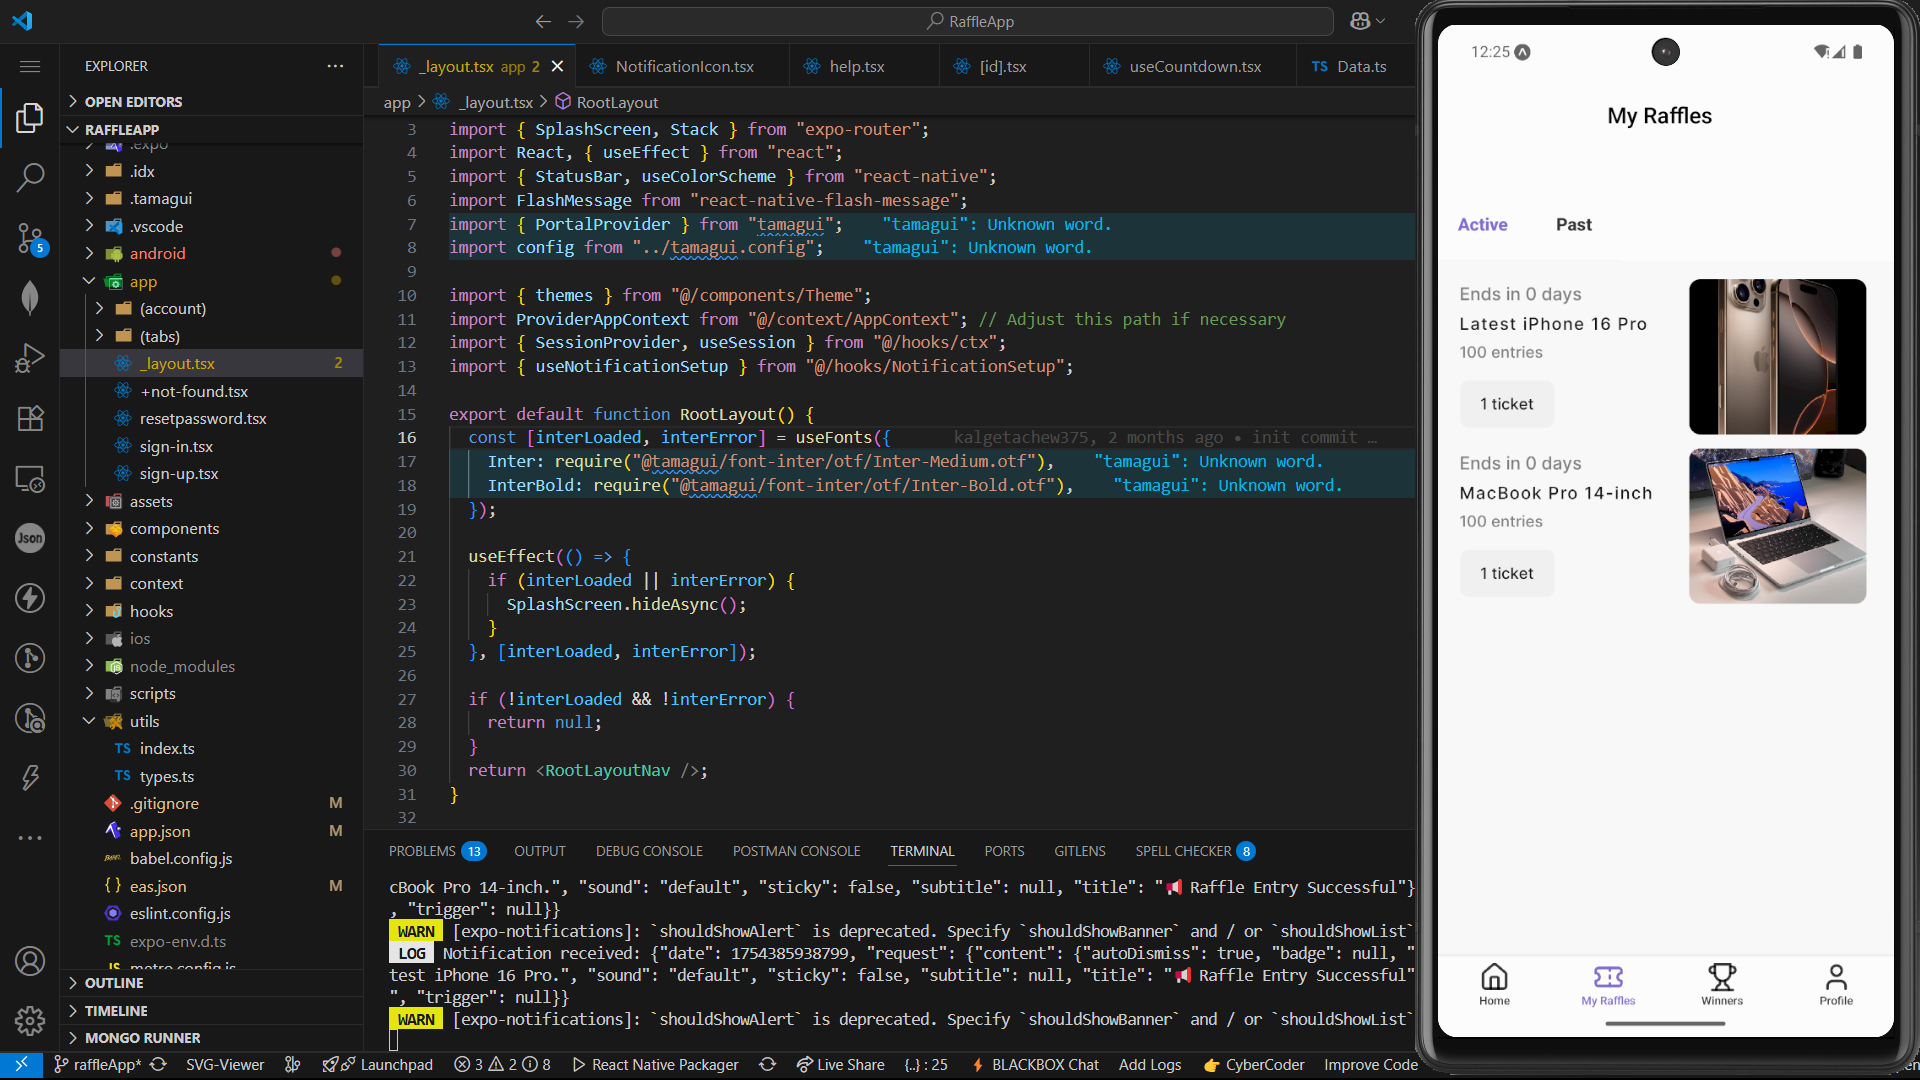 RaffleApp
EXPLORER
OPEN EDITORS
RAFFLEAPP
.expo
.idx
.tamagui
.vscode
android
app
(account)
(tabs)
_layout.tsx 2
+not-found.tsx
resetpassword.tsx
sign-in.tsx
sign-up.tsx
assets
components
constants
context
hooks
ios
node_modules
scripts
utils
TS index.ts
TS types.ts
.gitignore M
app.json M
babel.config.js
{} eas.json M
eslint.config.js
TS expo-env.d.ts
JS metro.config.js
OUTLINE
TIMELINE
MONGO RUNNER
5
Json
_layout.tsx app 2
NotificationIcon.tsx
help.tsx
[id].tsx
useCountdown.tsx
TS Data.ts
app > _layout.tsx > RootLayout
3 import { SplashScreen, Stack } from "expo-router";
4 import React, { useEffect } from "react";
5 import { StatusBar, useColorScheme } from "react-native";
6 import FlashMessage from "react-native-flash-message";
7 import { PortalProvider } from "tamagui"; "tamagui": Unknown word.
8 import config from "../tamagui.config"; "tamagui": Unknown word.
9
10 import { themes } from "@/components/Theme";
11 import ProviderAppContext from "@/context/AppContext"; // Adjust this path if necessary
12 import { SessionProvider, useSession } from "@/hooks/ctx";
13 import { useNotificationSetup } from "@/hooks/NotificationSetup";
14
15 export default function RootLayout() {
16 const [interLoaded, interError] = useFonts({ kalgetachew375, 2 months ago • init commit …
17 Inter: require("@tamagui/font-inter/otf/Inter-Medium.otf"), "tamagui": Unknown word.
18 InterBold: require("@tamagui/font-inter/otf/Inter-Bold.otf"), "tamagui": Unknown word.
19 });
20
21 useEffect(() => {
22 if (interLoaded || interError) {
23 SplashScreen.hideAsync();
24 }
25 }, [interLoaded, interError]);
26
27 if (!interLoaded && !interError) {
28 return null;
29 }
30 return <RootLayoutNav />;
31 }
32
PROBLEMS 13 OUTPUT DEBUG CONSOLE POSTMAN CONSOLE TERMINAL PORTS GITLENS SPELL CHECKER 8
cBook Pro 14-inch.", "sound": "default", "sticky": false, "subtitle": null, "title": "📢 Raffle Entry Successful"}
, "trigger": null}}
WARN [expo-notifications]: `shouldShowAlert` is deprecated. Specify `shouldShowBanner` and / or `shouldShowList`
LOG Notification received: {"date": 1754385938799, "request": {"content": {"autoDismiss": true, "badge": null, "
test iPhone 16 Pro.", "sound": "default", "sticky": false, "subtitle": null, "title": "📢 Raffle Entry Successful"
", "trigger": null}}
WARN [expo-notifications]: `shouldShowAlert` is deprecated. Specify `shouldShowBanner` and / or `shouldShowList`
raffleApp* SVG-Viewer Launchpad 3 2 8 React Native Packager Live Share {..} : 25 BLACKBOX Chat Add Logs 👉 CyberCoder Improve Code
12:25
My Raffles
Active Past
Ends in 0 days
Latest iPhone 16 Pro
100 entries
1 ticket
Ends in 0 days
MacBook Pro 14-inch
100 entries
1 ticket
Home My Raffles Winners Profile